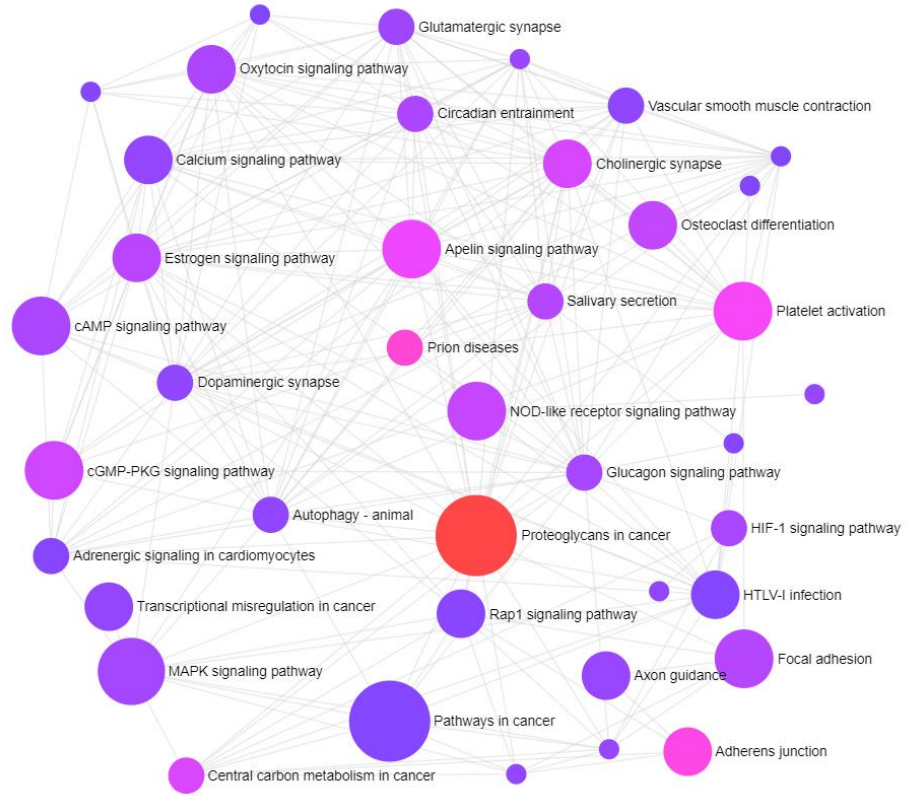 Glutamatergic synapse
Oxytocin signaling pathway
Vascular smooth muscle contraction
Circadian entrainment
Calcium signaling pathway
Cholinergic synapse
Osteoclast differentiation
Apelin signaling pathway
Estrogen signaling pathway
Salivary secretion
Platelet activation
cAMP signaling pathway
Prion diseases
Dopaminergic synapse
NOD-like receptor signaling pathway
cGMP-PKG signaling pathway
Glucagon signaling pathway
Autophagy - animal
HIF-1 signaling pathway
Proteoglycans in cancer
Adrenergic signaling in cardiomyocytes
HTLV-I infection
Transcriptional misregulation in cancer
Rap1 signaling pathway
Focal adhesion
MAPK signaling pathway
Axon guidance
Pathways in cancer
Adherens junction
Central carbon metabolism in cancer